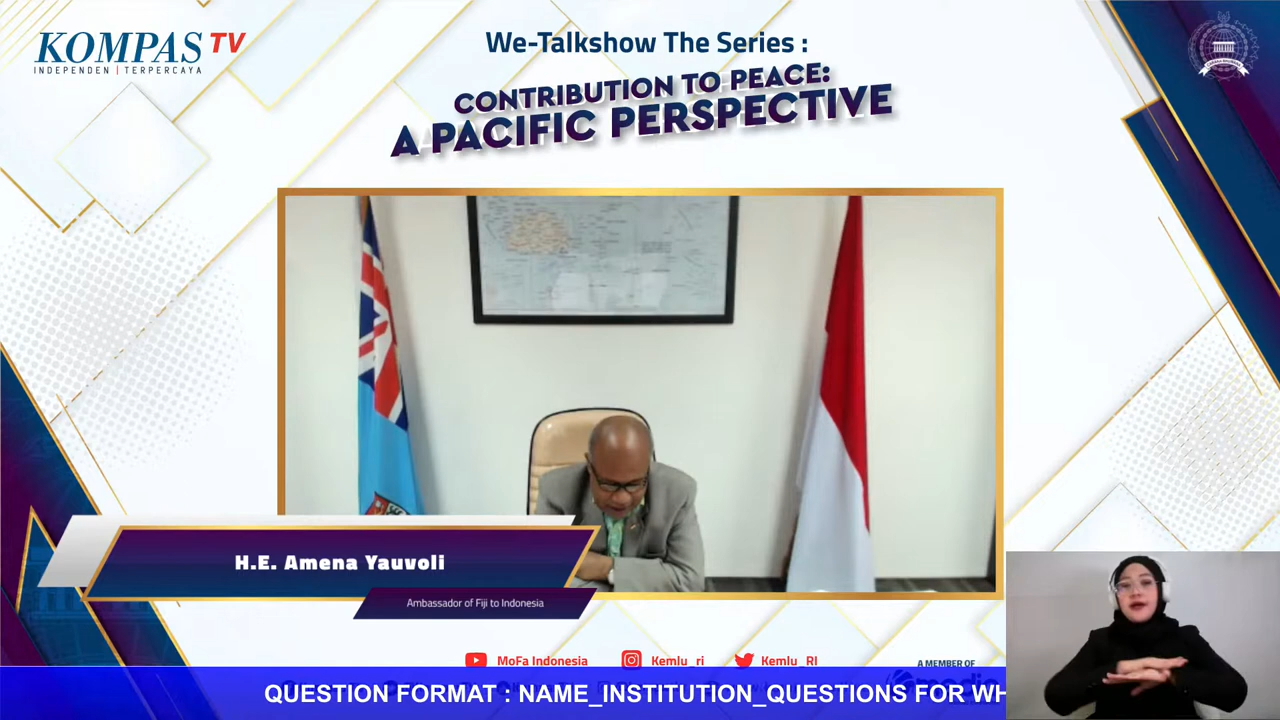 KOMPAS TV
INDEPENDEN | TERPERCAYA
We-Talkshow The Series :
CONTRIBUTION TO PEACE:
A PACIFIC PERSPECTIVE
H.E. Amena Yauvoli
Ambassador of Fiji to Indonesia
MoFa Indonesia
Kemlu_ri
Kemlu_RI
A MEMBER OF
QUESTION FORMAT : NAME_INSTITUTION_QUESTIONS FOR WH